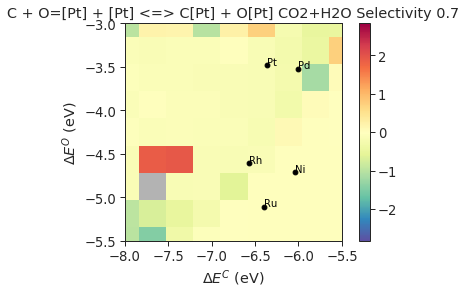 C + O=[Pt] + [Pt] <=> C[Pt] + O[Pt] CO2+H2O Selectivity 0.7
−3.0
−3.5
−4.0
−4.5
−5.0
−5.5
ΔE^O (eV)
Pt
Pd
Rh
Ni
Ru
−8.0 −7.5 −7.0 −6.5 −6.0 −5.5
ΔE^C (eV)
2
1
0
−1
−2